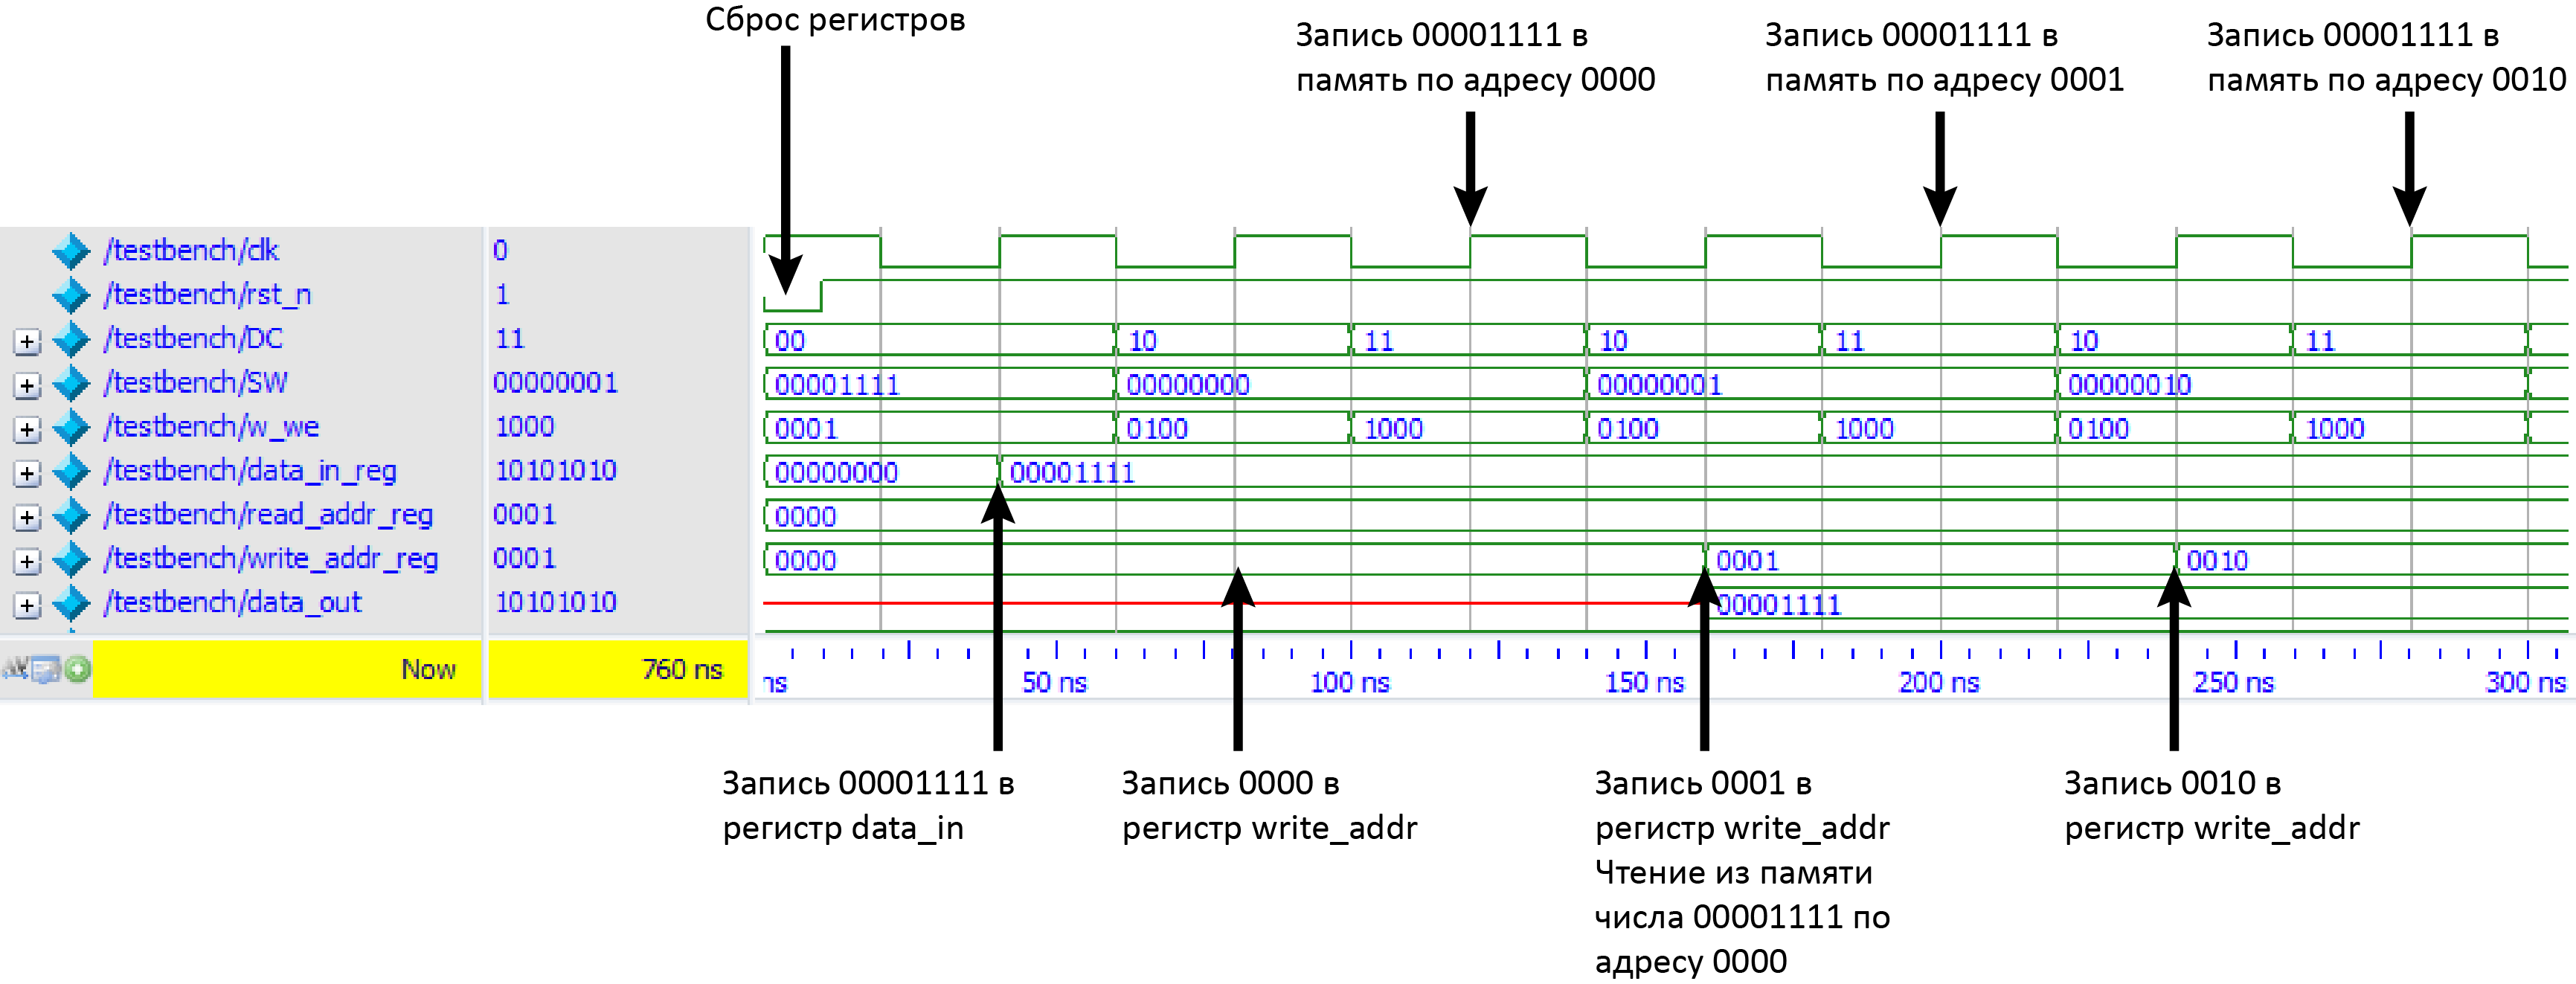 Сброс регистров
Запись 00001111 в
память по адресу 0000
Запись 00001111 в
память по адресу 0001
Запись 00001111 в
память по адресу 0010
/testbench/clk 0
/testbench/rst_n 1
/testbench/DC 11 00 10 11 10 11 10 11
/testbench/SW 00000001 00001111 00000000 00000001 00000010
/testbench/w_we 1000 0001 0100 1000 0100 1000 0100 1000
/testbench/data_in_reg 10101010 00000000 00001111
/testbench/read_addr_reg 0001 0000
/testbench/write_addr_reg 0001 0000 0001 0010
/testbench/data_out 10101010 00001111
Now 760 ns ns 50 ns 100 ns 150 ns 200 ns 250 ns 300 ns
Запись 00001111 в
регистр data_in
Запись 0000 в
регистр write_addr
Запись 0001 в
регистр write_addr
Чтение из памяти
числа 00001111 по
адресу 0000
Запись 0010 в
регистр write_addr